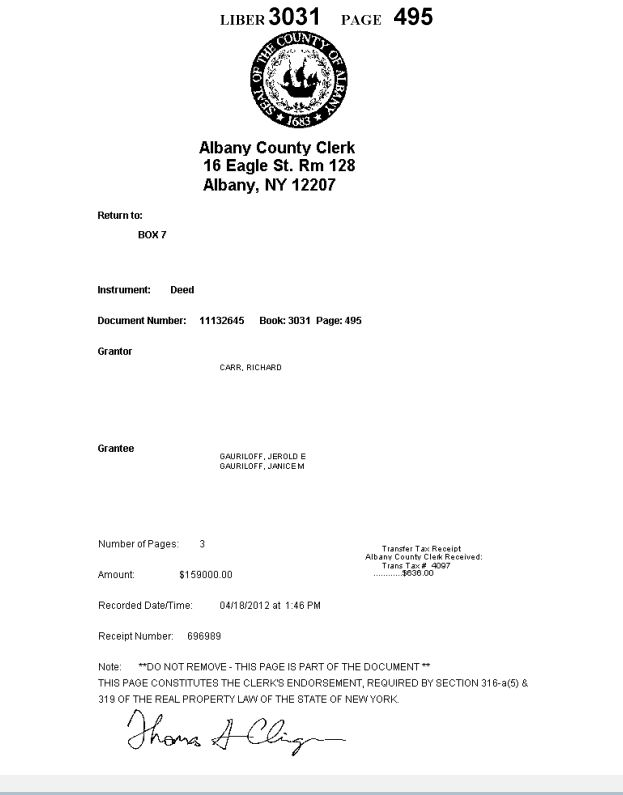 LIBER 3031 PAGE 495
SEAL OF THE COUNTY OF ALBANY
★ 1683 ★
Albany County Clerk
16 Eagle St. Rm 128
Albany, NY 12207
Return to:
BOX 7
Instrument: Deed
Document Number: 11132645 Book: 3031 Page: 495
Grantor
CARR, RICHARD
Grantee
GAURILOFF, JEROLD E
GAURILOFF, JANICE M
Number of Pages: 3
Transfer Tax Receipt
Albany County Clerk Received:
Trans Tax # 4097
............$636.00
Amount: $159000.00
Recorded Date/Time: 04/18/2012 at 1:46 PM
Receipt Number: 696989
Note: **DO NOT REMOVE - THIS PAGE IS PART OF THE DOCUMENT **
THIS PAGE CONSTITUTES THE CLERK'S ENDORSEMENT, REQUIRED BY SECTION 316-a(5) &
319 OF THE REAL PROPERTY LAW OF THE STATE OF NEW YORK.
Thomas G Cling